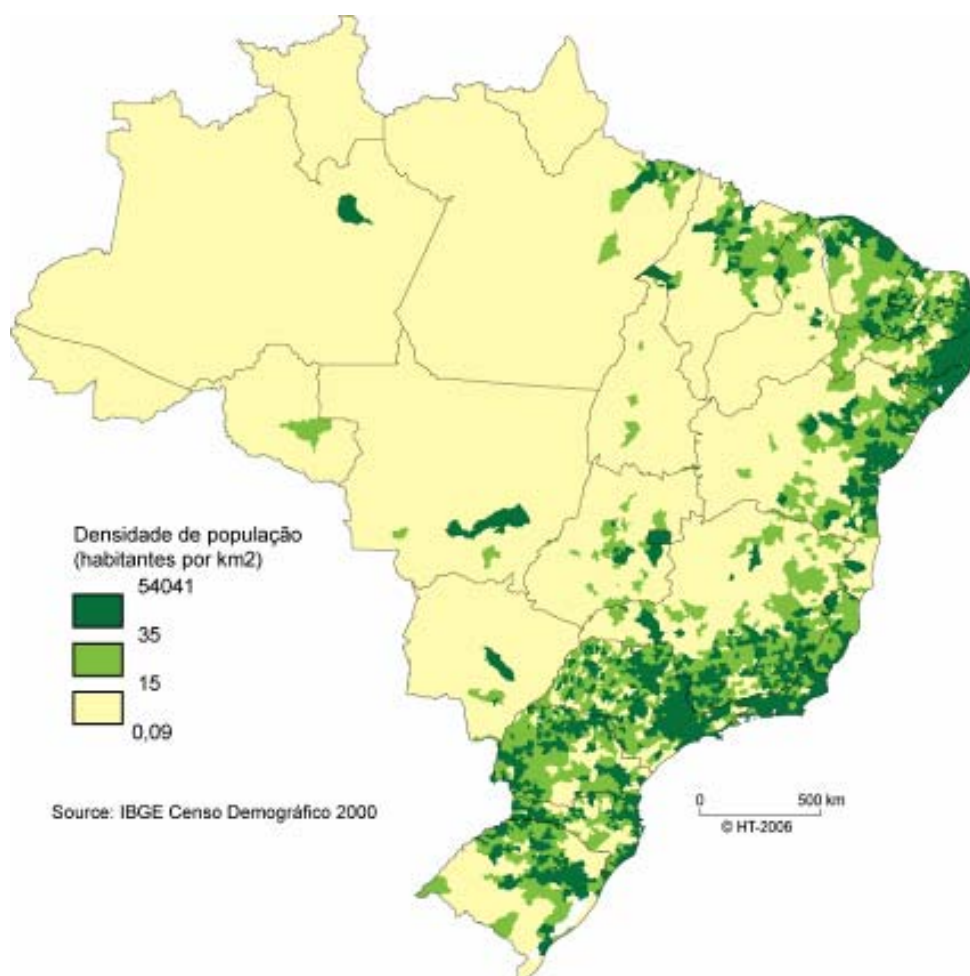 Densidade de população
(habitantes por km2)
54041
35
15
0,09
Source: IBGE Censo Demográfico 2000
0 500 km
© HT-2006